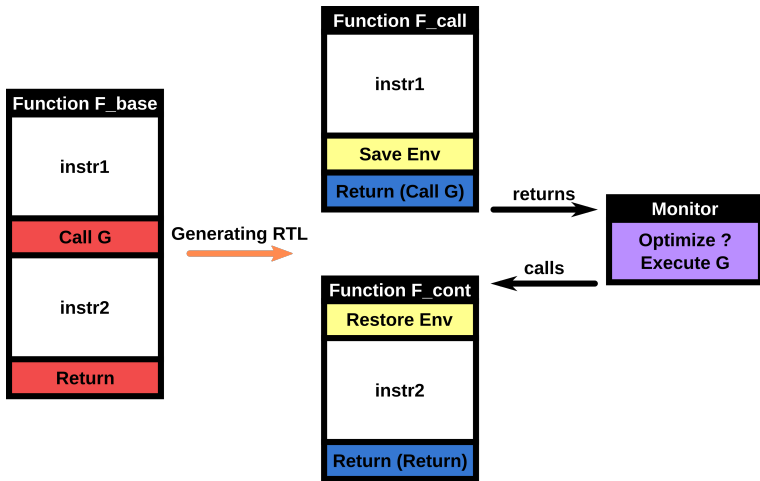 Function F_base
instr1
Call G
instr2
Return
Generating RTL
Function F_call
instr1
Save Env
Return (Call G)
returns
Monitor
Optimize ?
Execute G
calls
Function F_cont
Restore Env
instr2
Return (Return)